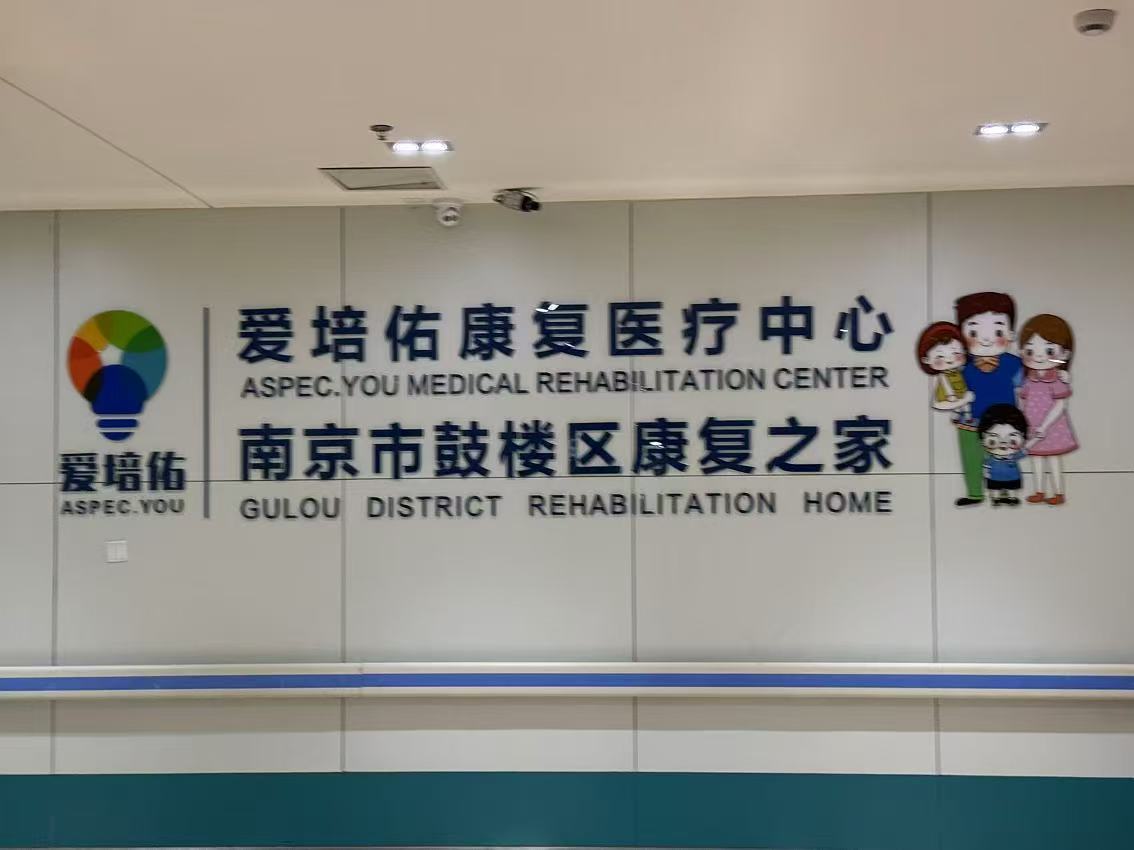 爱培佑
ASPEC.YOU
爱培佑康复医疗中心
ASPEC.YOU MEDICAL REHABILITATION CENTER
南京市鼓楼区康复之家
GULOU DISTRICT REHABILITATION HOME